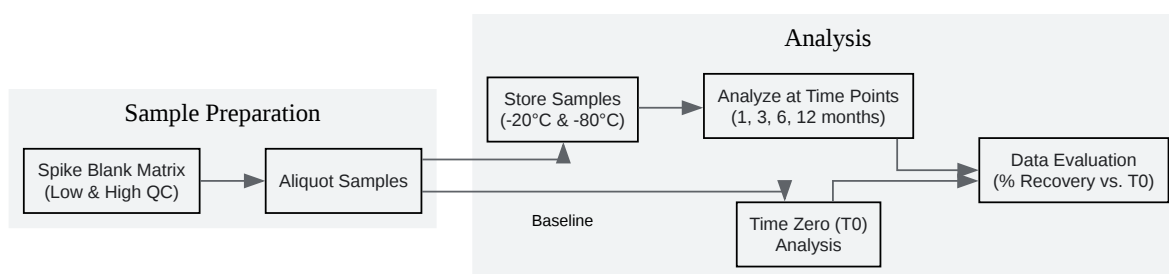 Analysis
Sample Preparation
Store Samples
(-20°C & -80°C)
Analyze at Time Points
(1, 3, 6, 12 months)
Spike Blank Matrix
(Low & High QC)
Aliquot Samples
Data Evaluation
(% Recovery vs. T0)
Baseline
Time Zero (T0)
Analysis